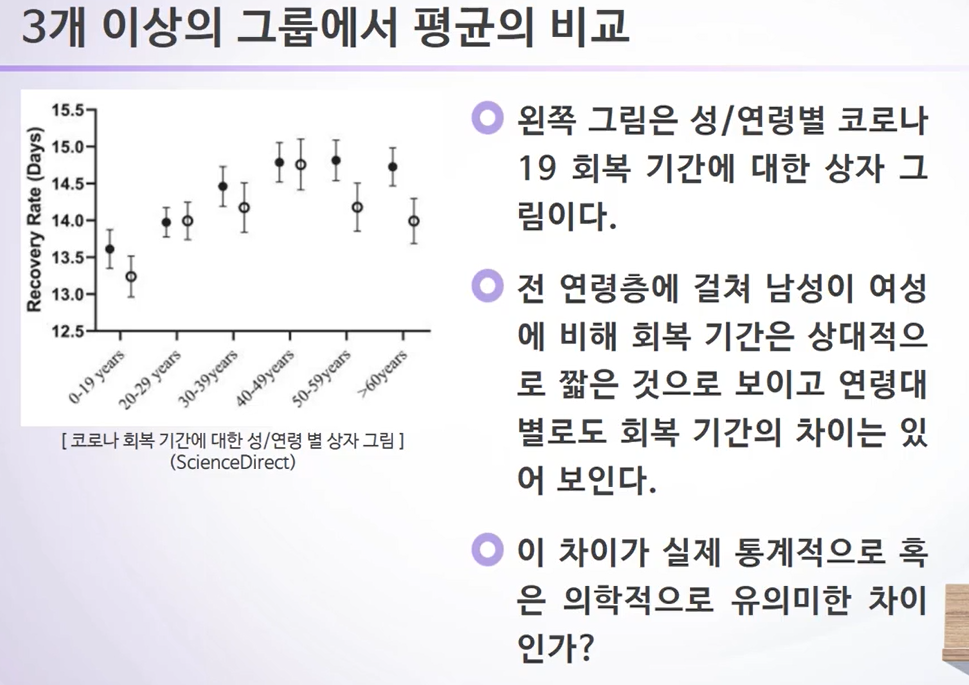 3개 이상의 그룹에서 평균의 비교
15.5
15.0
14.5
14.0
13.5
13.0
12.5
Recovery Rate (Days)
0-19 years
20-29 years
30-39years
40-49years
50-59years
>60years
[ 코로나 회복 기간에 대한 성/연령 별 상자 그림 ]
(ScienceDirect)
왼쪽 그림은 성/연령별 코로나
19 회복 기간에 대한 상자 그
림이다.
전 연령층에 걸쳐 남성이 여성
에 비해 회복 기간은 상대적으
로 짧은 것으로 보이고 연령대
별로도 회복 기간의 차이는 있
어 보인다.
이 차이가 실제 통계적으로 혹
은 의학적으로 유의미한 차이
인가?